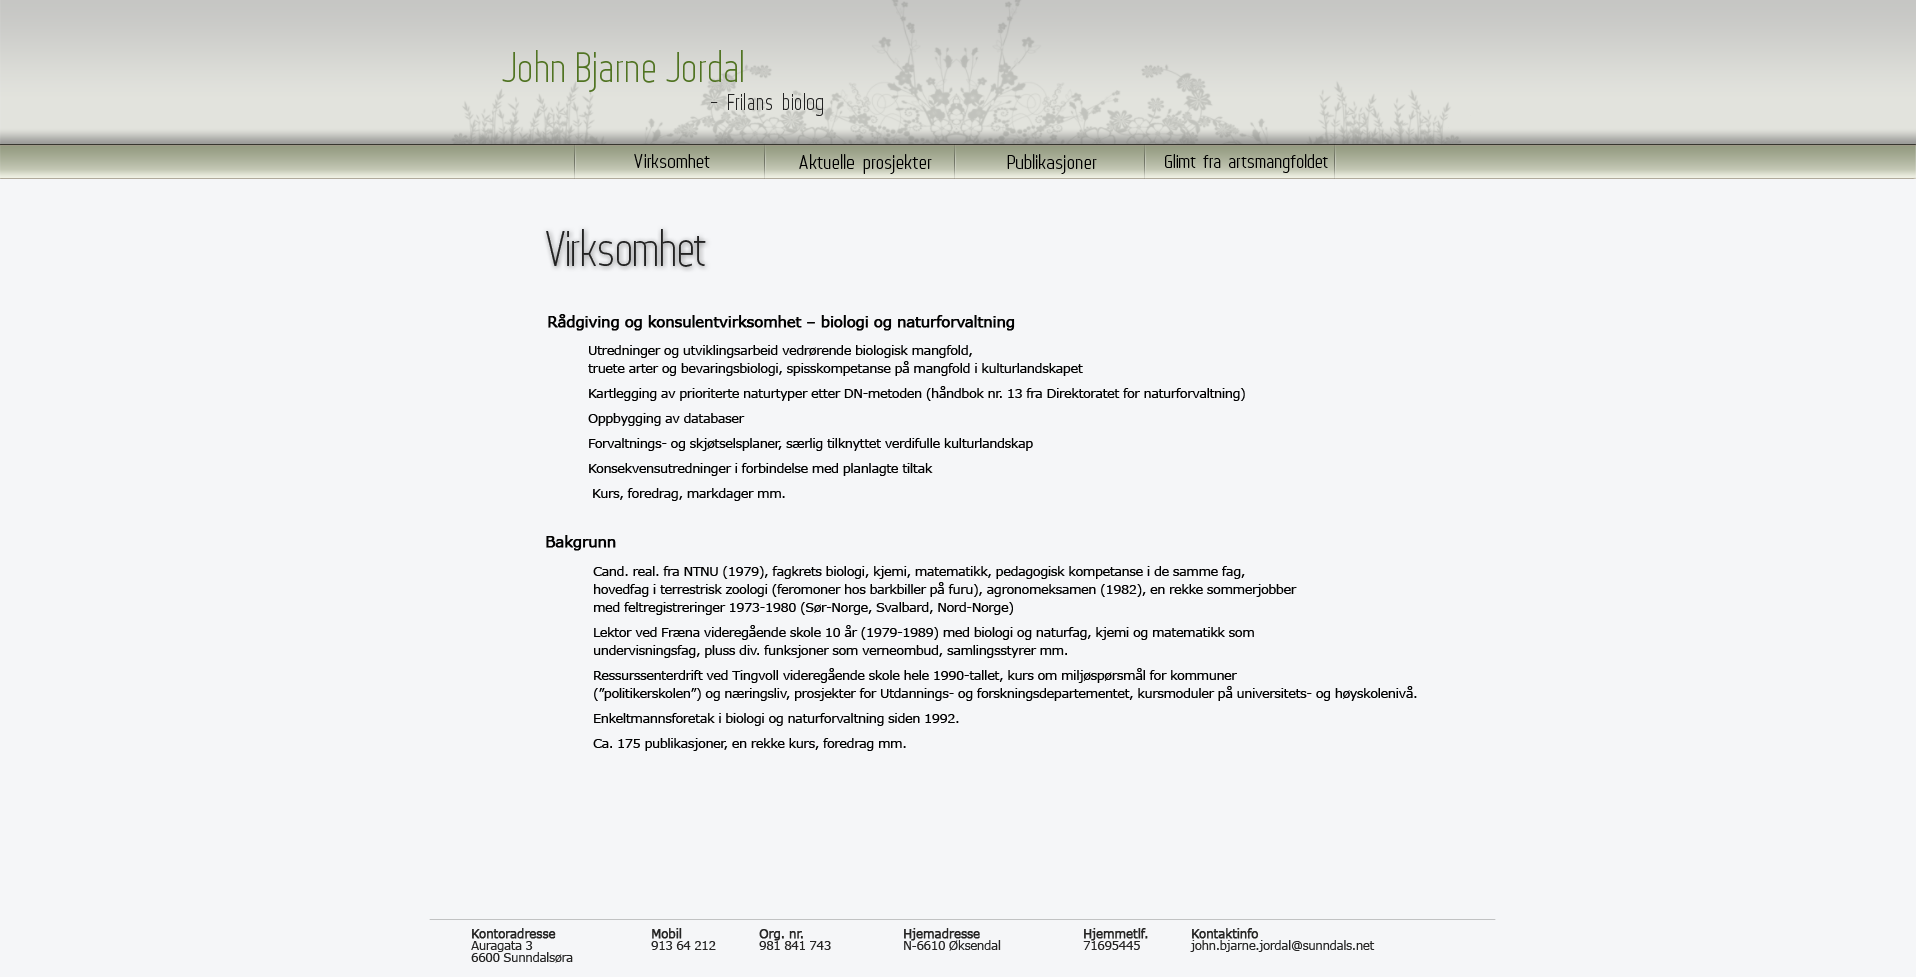 John Bjarne Jordal
- Frilans biolog
Virksomhet
Aktuelle prosjekter
Publikasjoner
Glimt fra artsmangfoldet
Virksomhet
Rådgiving og konsulentvirksomhet – biologi og naturforvaltning
Utredninger og utviklingsarbeid vedrørende biologisk mangfold,
truete arter og bevaringsbiologi, spisskompetanse på mangfold i kulturlandskapet
Kartlegging av prioriterte naturtyper etter DN-metoden (håndbok nr. 13 fra Direktoratet for naturforvaltning)
Oppbygging av databaser
Forvaltnings- og skjøtselsplaner, særlig tilknyttet verdifulle kulturlandskap
Konsekvensutredninger i forbindelse med planlagte tiltak
Kurs, foredrag, markdager mm.
Bakgrunn
Cand. real. fra NTNU (1979), fagkrets biologi, kjemi, matematikk, pedagogisk kompetanse i de samme fag,
hovedfag i terrestrisk zoologi (feromoner hos barkbiller på furu), agronomeksamen (1982), en rekke sommerjobber
med feltregistreringer 1973-1980 (Sør-Norge, Svalbard, Nord-Norge)
Lektor ved Fræna videregående skole 10 år (1979-1989) med biologi og naturfag, kjemi og matematikk som
undervisningsfag, pluss div. funksjoner som verneombud, samlingsstyrer mm.
Ressurssenterdrift ved Tingvoll videregående skole hele 1990-tallet, kurs om miljøspørsmål for kommuner
(”politikerskolen”) og næringsliv, prosjekter for Utdannings- og forskningsdepartementet, kursmoduler på universitets- og høyskolenivå.
Enkeltmannsforetak i biologi og naturforvaltning siden 1992.
Ca. 175 publikasjoner, en rekke kurs, foredrag mm.
Kontoradresse
Auragata 3
6600 Sunndalsøra
Mobil
913 64 212
Org. nr.
981 841 743
Hjemadresse
N-6610 Øksendal
Hjemmetlf.
71695445
Kontaktinfo
john.bjarne.jordal@sunndals.net